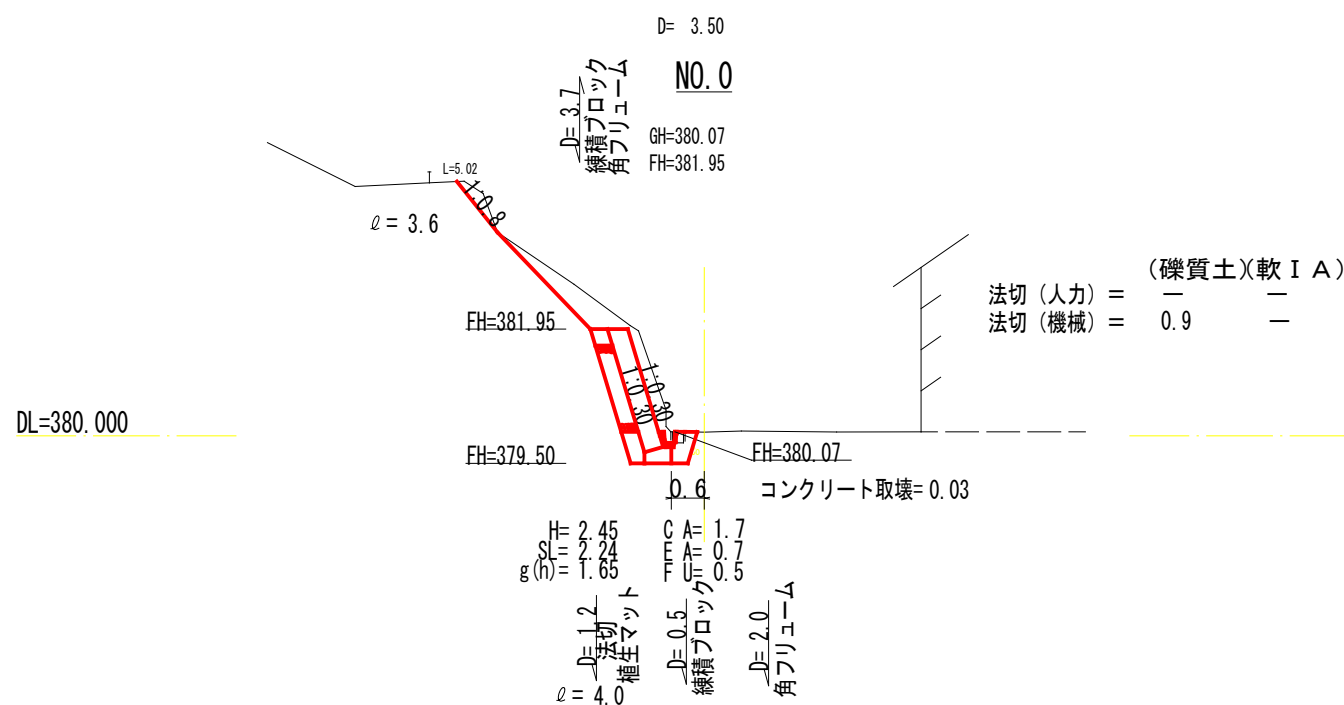 D= 3.50
NO.0
D= 3.7
練積ブロック
角フリューム
GH=380.07
FH=381.95
L=5.02
1:0.8
ℓ= 3.6
(礫質土)(軟ⅠA)
法切(人力)= － －
法切(機械)= 0.9 －
FH=381.95
1:0.30
1:0.30
DL=380.000
FH=379.50
FH=380.07
0.6
コンクリート取壊= 0.03
H= 2.45
SL= 2.24
g(h)= 1.65
C A= 1.7
E A= 0.7
F U= 0.5
D= 1.2
法切
植生マット
ℓ= 4.0
D= 0.5
練積ブロック
D= 2.0
角フリューム